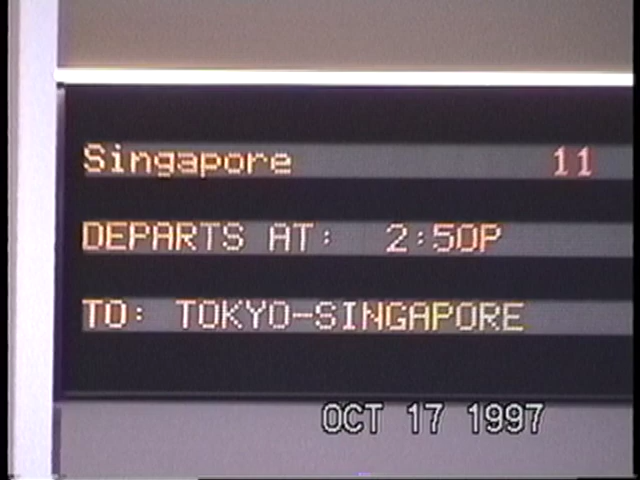 Singapore 11
DEPARTS AT: 2:50P
TO: TOKYO-SINGAPORE
OCT 17 1997